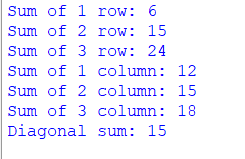 Sum of 1 row: 6
Sum of 2 row: 15
Sum of 3 row: 24
Sum of 1 column: 12
Sum of 2 column: 15
Sum of 3 column: 18
Diagonal sum: 15